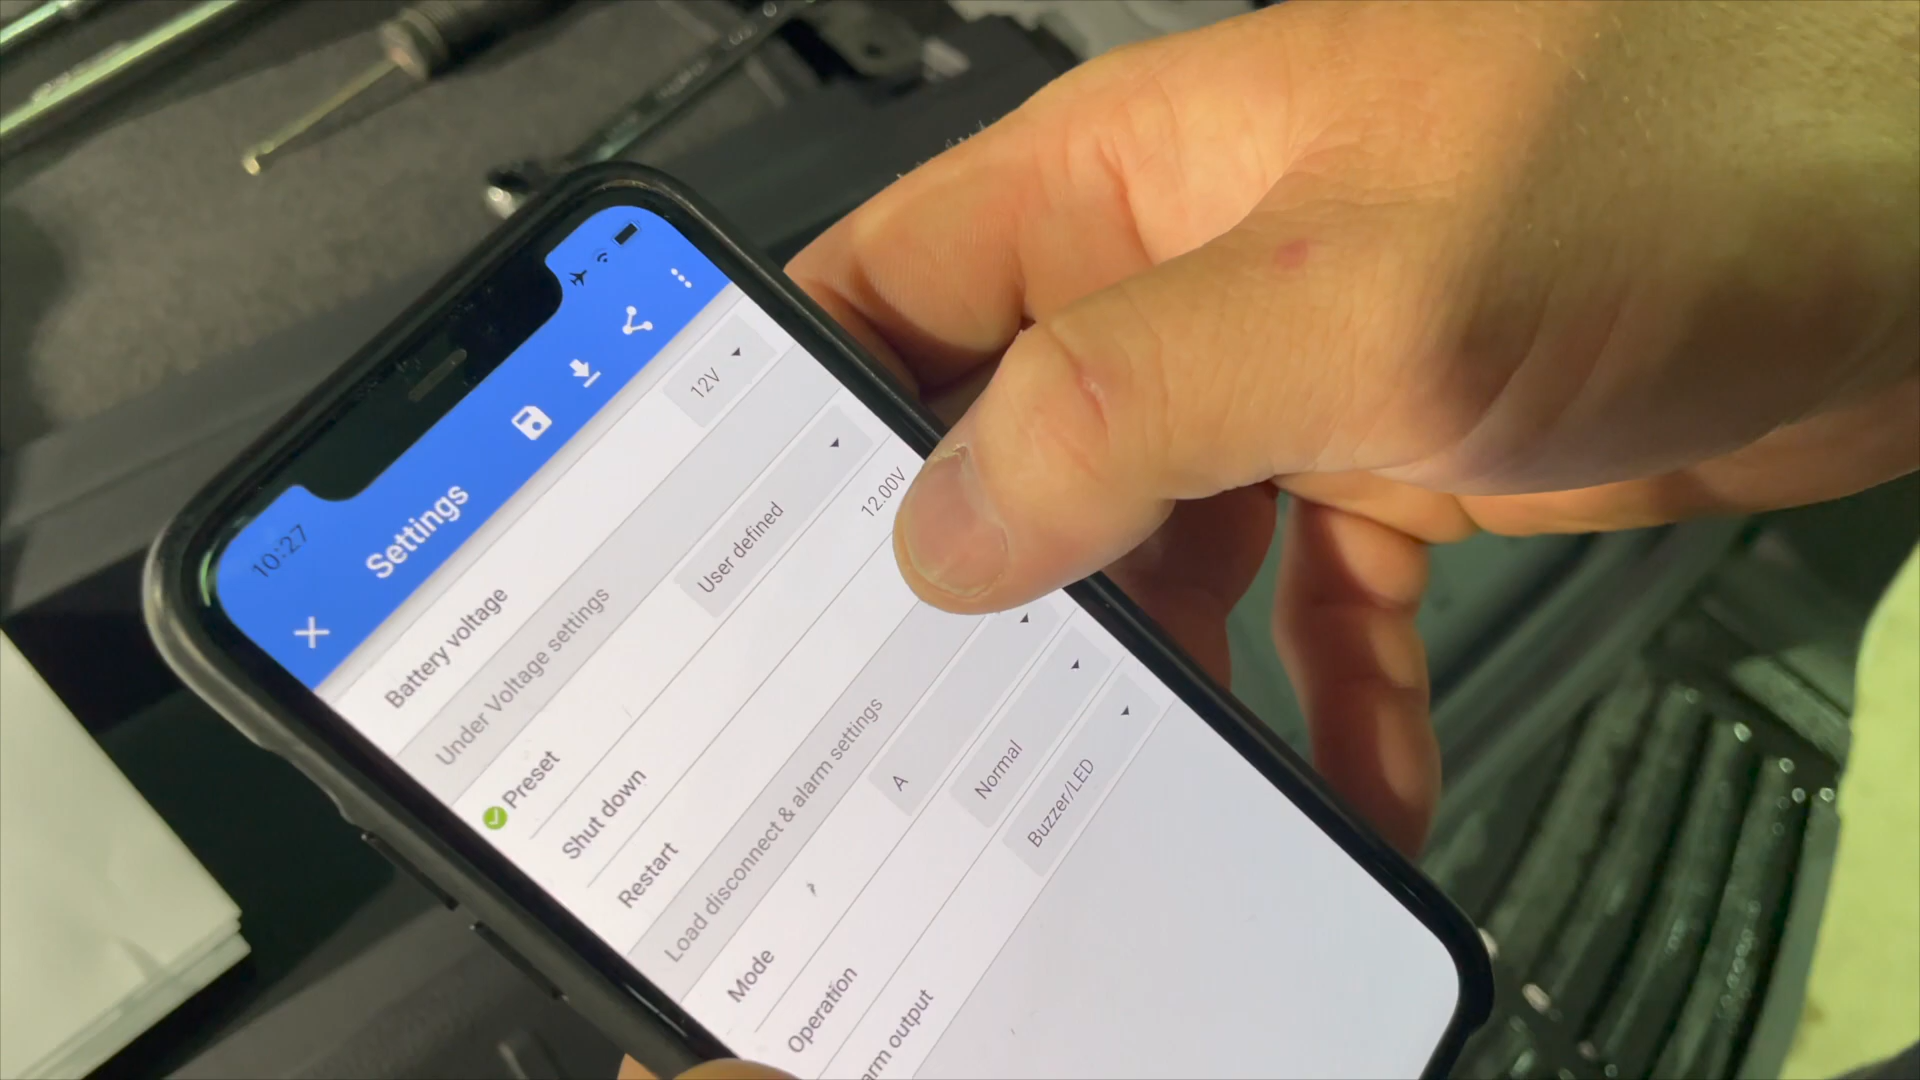 10:27
Settings
Battery voltage 12V
Under Voltage settings
Preset User defined
Shut down 12.00V
Restart
Load disconnect & alarm settings
Mode A
Operation Normal
output Buzzer/LED